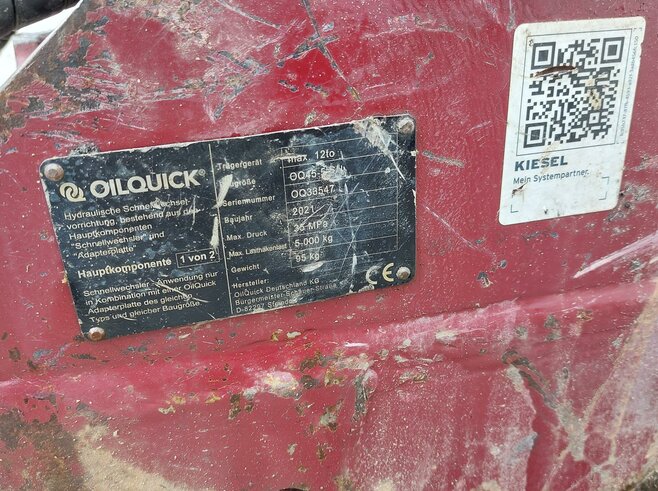 OILQUICK®
Hydraulische Schnellwechsel-
vorrichtung, bestehend aus den
Hauptkomponenten
"Schnellwechsler" und
"Adapterplatte"
Hauptkomponente 1 von 2
Schnellwechsler - Anwendung nur
in Kombination mit einer OilQuick
Adapterplatte des gleichen
Typs und gleicher Baugröße.
Trägergerät max. 12to
Baugröße OQ45-
Seriennummer OQ38547
Baujahr 2021
Max. Druck 35 MPa
Max. Lasthakenlast 5.000 kg
Gewicht 95 kg
Hersteller:
OilQuick Deutschland KG
CE
KIESEL
Mein Systempartner.